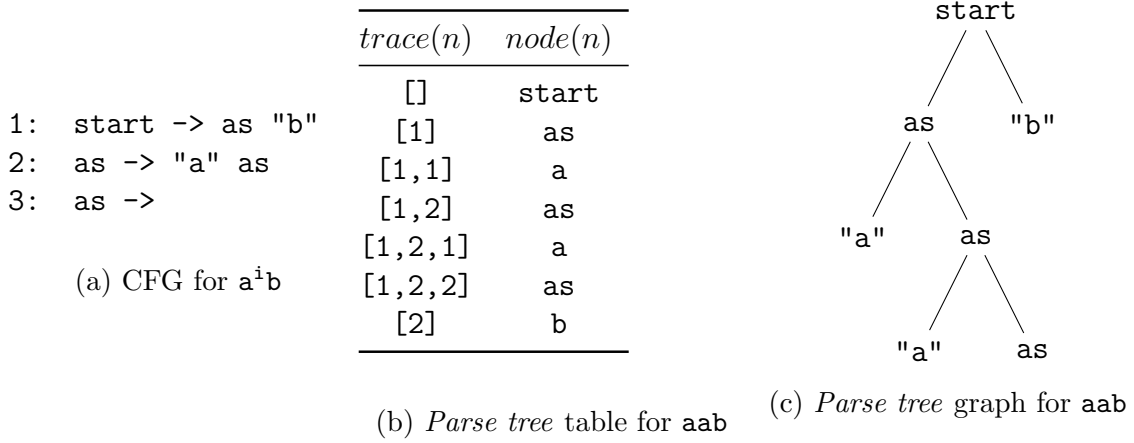 1: start -> as "b"
2: as -> "a" as
3: as ->
(a) CFG for aⁱb
trace(n) node(n)
[] start
[1] as
[1,1] a
[1,2] as
[1,2,1] a
[1,2,2] as
[2] b
(b) Parse tree table for aab
start
as "b"
"a" as
"a" as
(c) Parse tree graph for aab